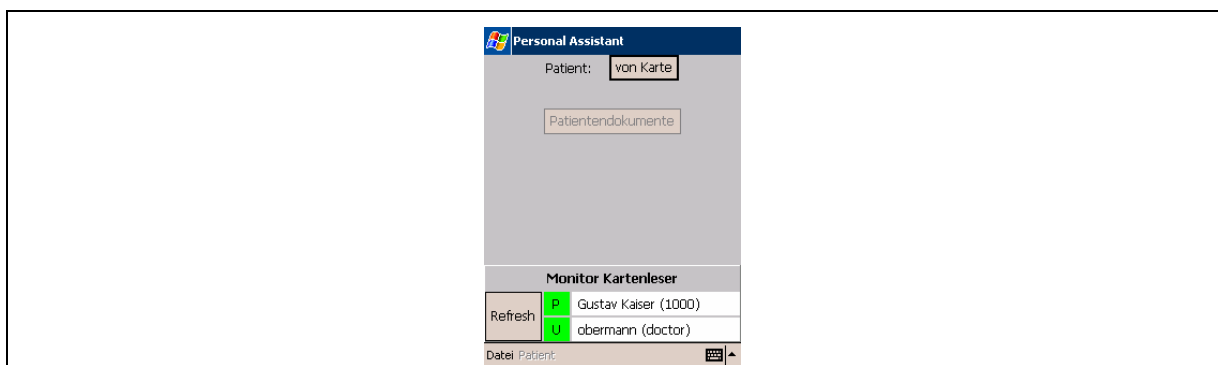 Personal Assistant
Patient: von Karte
Patientendokumente
Monitor Kartenleser
Refresh
P Gustav Kaiser (1000)
U obermann (doctor)
Datei Patient